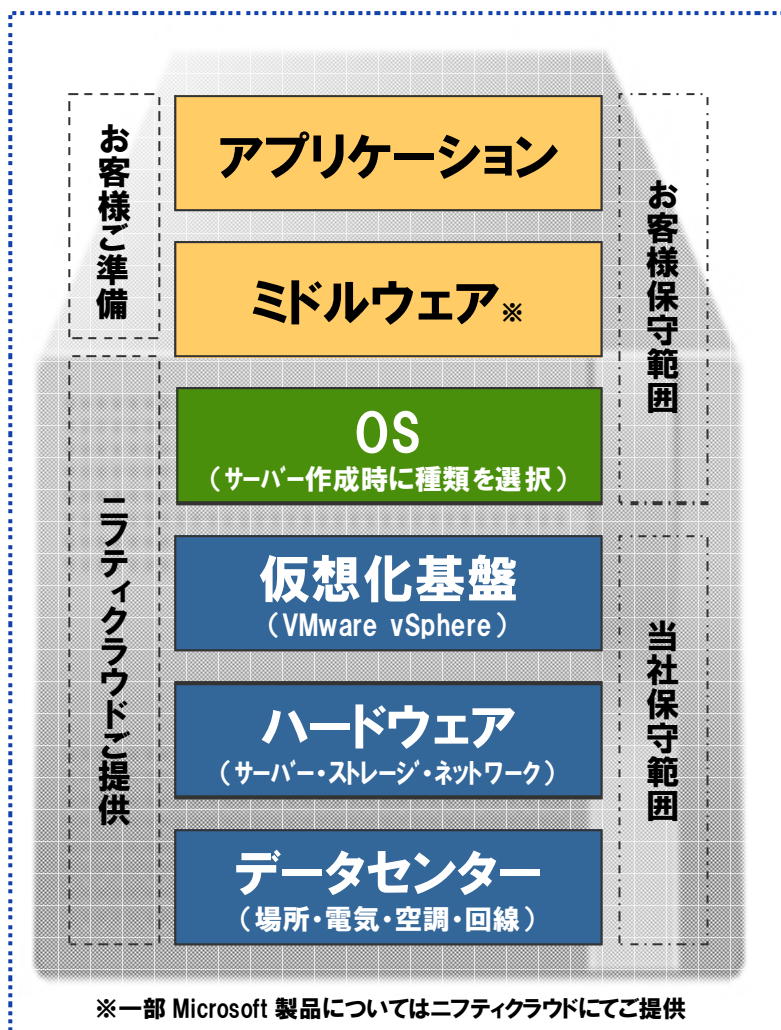 お客様ご準備
アプリケーション
ミドルウェア※
お客様保守範囲
ニフティクラウドご提供
OS
(サーバー作成時に種類を選択)
仮想化基盤
(VMware vSphere)
ハードウェア
(サーバー・ストレージ・ネットワーク)
データセンター
(場所・電気・空調・回線)
当社保守範囲
※一部 Microsoft 製品についてはニフティクラウドにてご提供